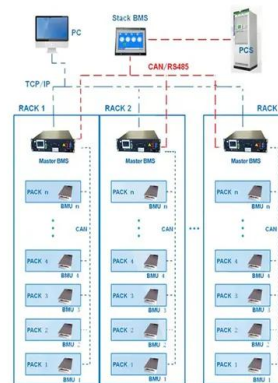 PC
Stack BMS
PCS
CAN/RS485
TCP/IP
RACK 1
RACK 2
RACK
Master BMS
Master BMS
Master BMS
PACK n
BMU n
PACK n
BMU n
PACK n
BMU n
CAN
CAN
CAN
PACK 4
BMU 4
PACK 4
BMU 4
PACK 4
BMU 4
PACK 3
BMU 3
PACK 3
BMU 3
PACK 3
BMU 3
PACK 2
BMU 2
PACK 2
BMU 2
PACK 2
BMU 2
PACK 1
BMU 1
PACK 1
BMU 1
PACK 1
BMU 1